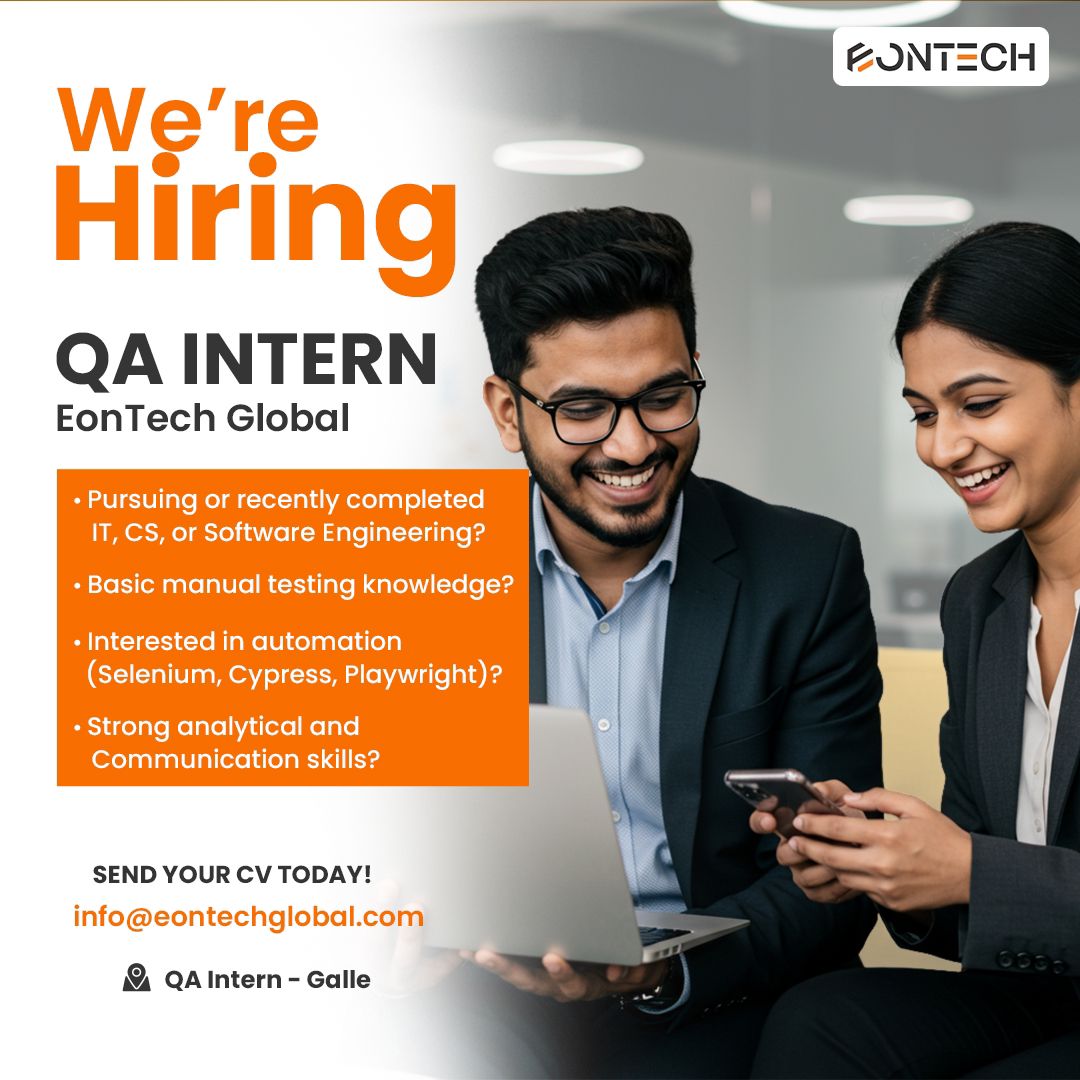 EONTECH
We're
Hiring
QA INTERN
EonTech Global
• Pursuing or recently completed
IT, CS, or Software Engineering?
• Basic manual testing knowledge?
• Interested in automation
(Selenium, Cypress, Playwright)?
• Strong analytical and
Communication skills?
SEND YOUR CV TODAY!
info@eontechglobal.com
QA Intern - Galle